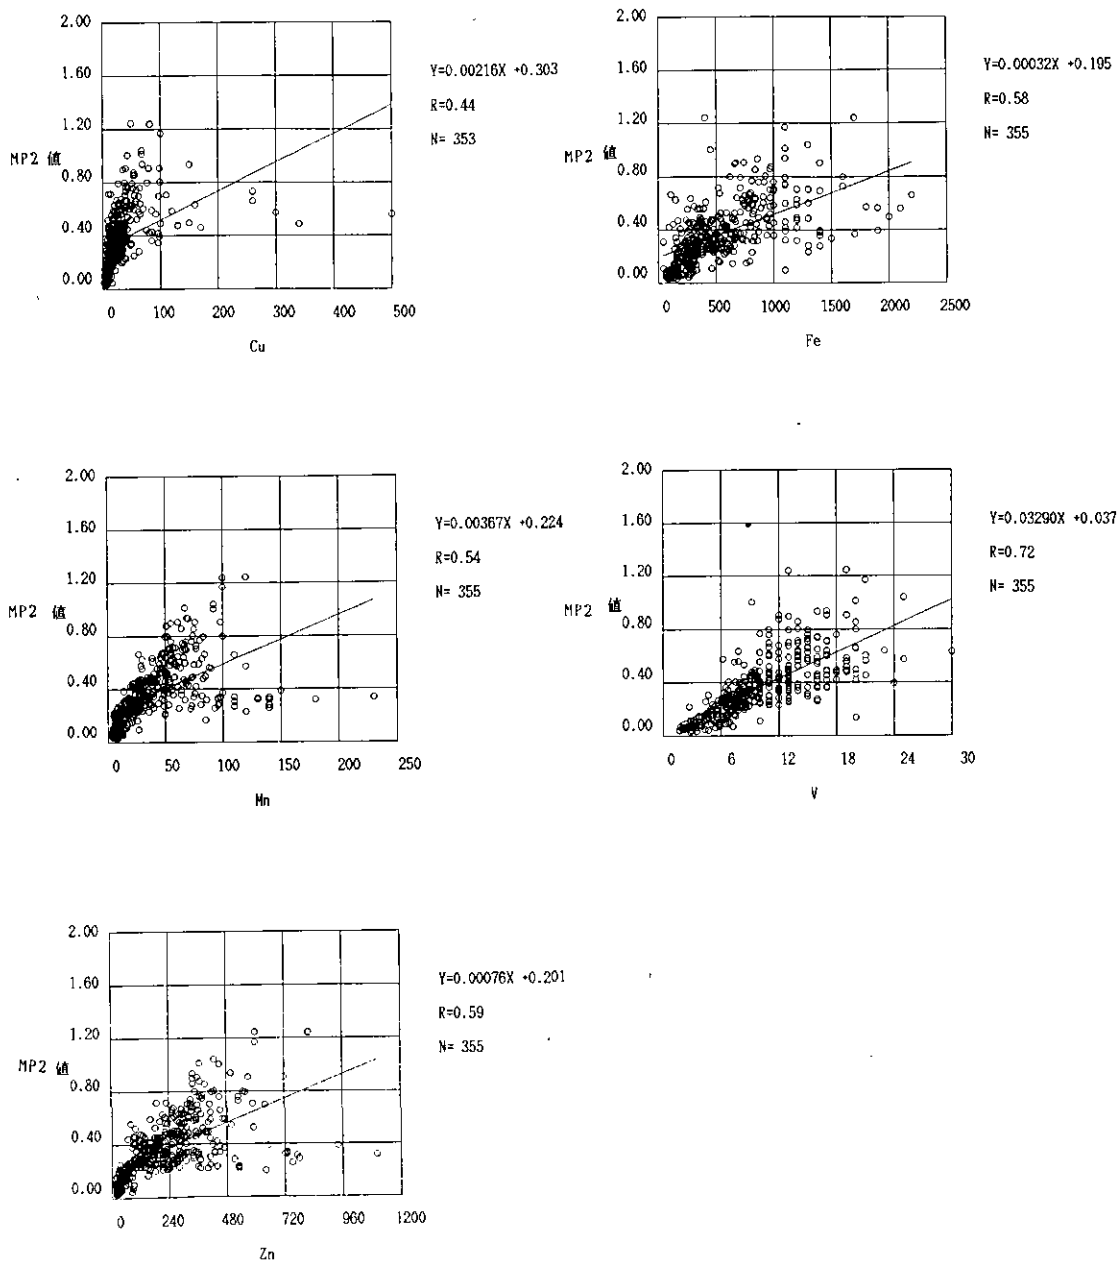 2.00
1.60
1.20
MP2 値
0.80
0.40
0.00
0 100 200 300 400 500
Cu
Y=0.00216X +0.303
R=0.44
N= 353
2.00
1.60
1.20
MP2 値
0.80
0.40
0.00
0 500 1000 1500 2000 2500
Fe
Y=0.00032X +0.195
R=0.58
N= 355
2.00
1.60
1.20
MP2 値
0.80
0.40
0.00
0 50 100 150 200 250
Mn
Y=0.00367X +0.224
R=0.54
N= 355
2.00
1.60
1.20
MP2 値
0.80
0.40
0.00
0 6 12 18 24 30
V
Y=0.03290X +0.037
R=0.72
N= 355
2.00
1.60
1.20
MP2 値
0.80
0.40
0.00
0 240 480 720 960 1200
Zn
Y=0.00076X +0.201
R=0.59
N= 355